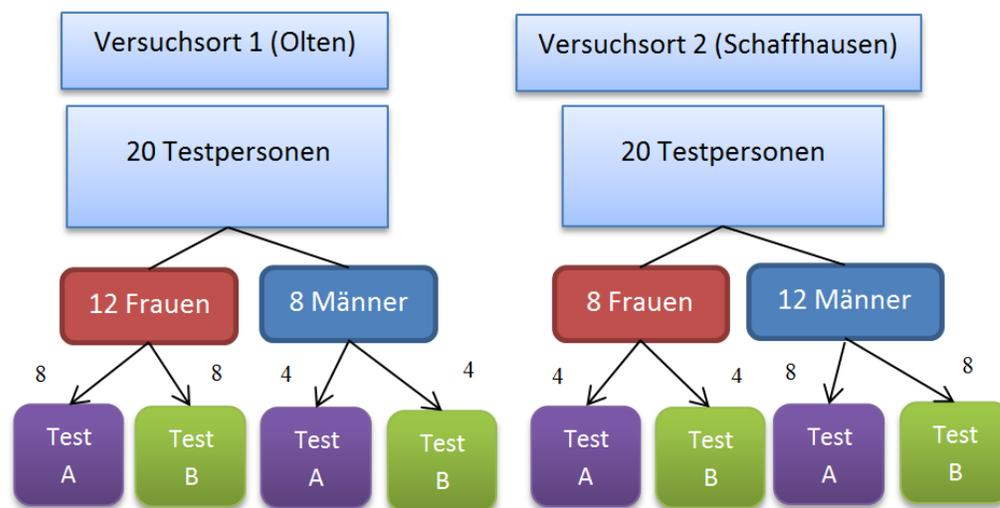 Versuchsort 1 (Olten)
Versuchsort 2 (Schaffhausen)
20 Testpersonen
20 Testpersonen
12 Frauen
8 Männer
8 Frauen
12 Männer
8
8
4
4
4
4
8
8
Test
A
Test
B
Test
A
Test
B
Test
A
Test
B
Test
A
Test
B